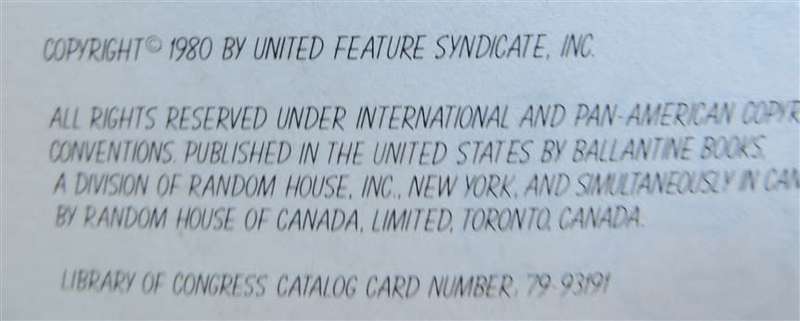 COPYRIGHT © 1980 BY UNITED FEATURE SYNDICATE, INC.
ALL RIGHTS RESERVED UNDER INTERNATIONAL AND PAN-AMERICAN COPYR
CONVENTIONS. PUBLISHED IN THE UNITED STATES BY BALLANTINE BOOKS,
A DIVISION OF RANDOM HOUSE, INC., NEW YORK, AND SIMULTANEOUSLY IN CAN
BY RANDOM HOUSE OF CANADA, LIMITED, TORONTO, CANADA.
LIBRARY OF CONGRESS CATALOG CARD NUMBER, 79-93191